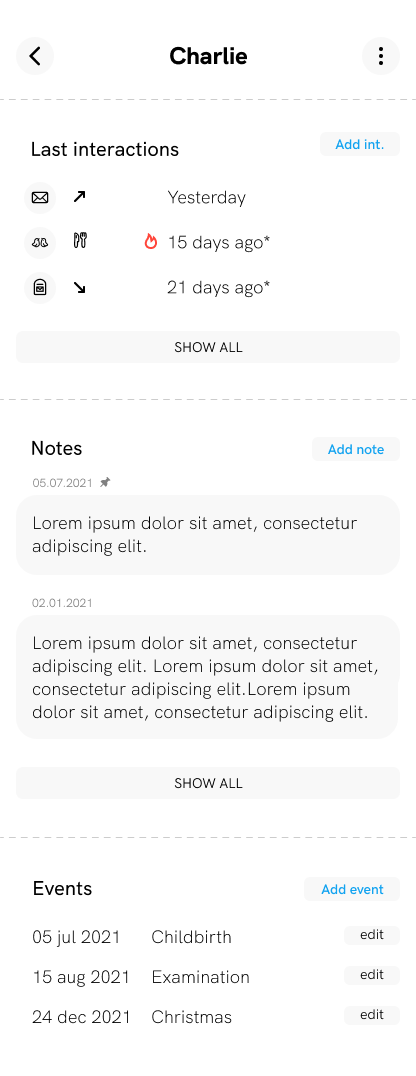 Charlie
Last interactions
Add int.
Yesterday
15 days ago*
21 days ago*
SHOW ALL
Notes
Add note
05.07.2021
Lorem ipsum dolor sit amet, consectetur
adipiscing elit.
02.01.2021
Lorem ipsum dolor sit amet, consectetur
adipiscing elit. Lorem ipsum dolor sit amet,
consectetur adipiscing elit.Lorem ipsum
dolor sit amet, consectetur adipiscing elit.
SHOW ALL
Events
Add event
05 jul 2021 Childbirth edit
15 aug 2021 Examination edit
24 dec 2021 Christmas edit